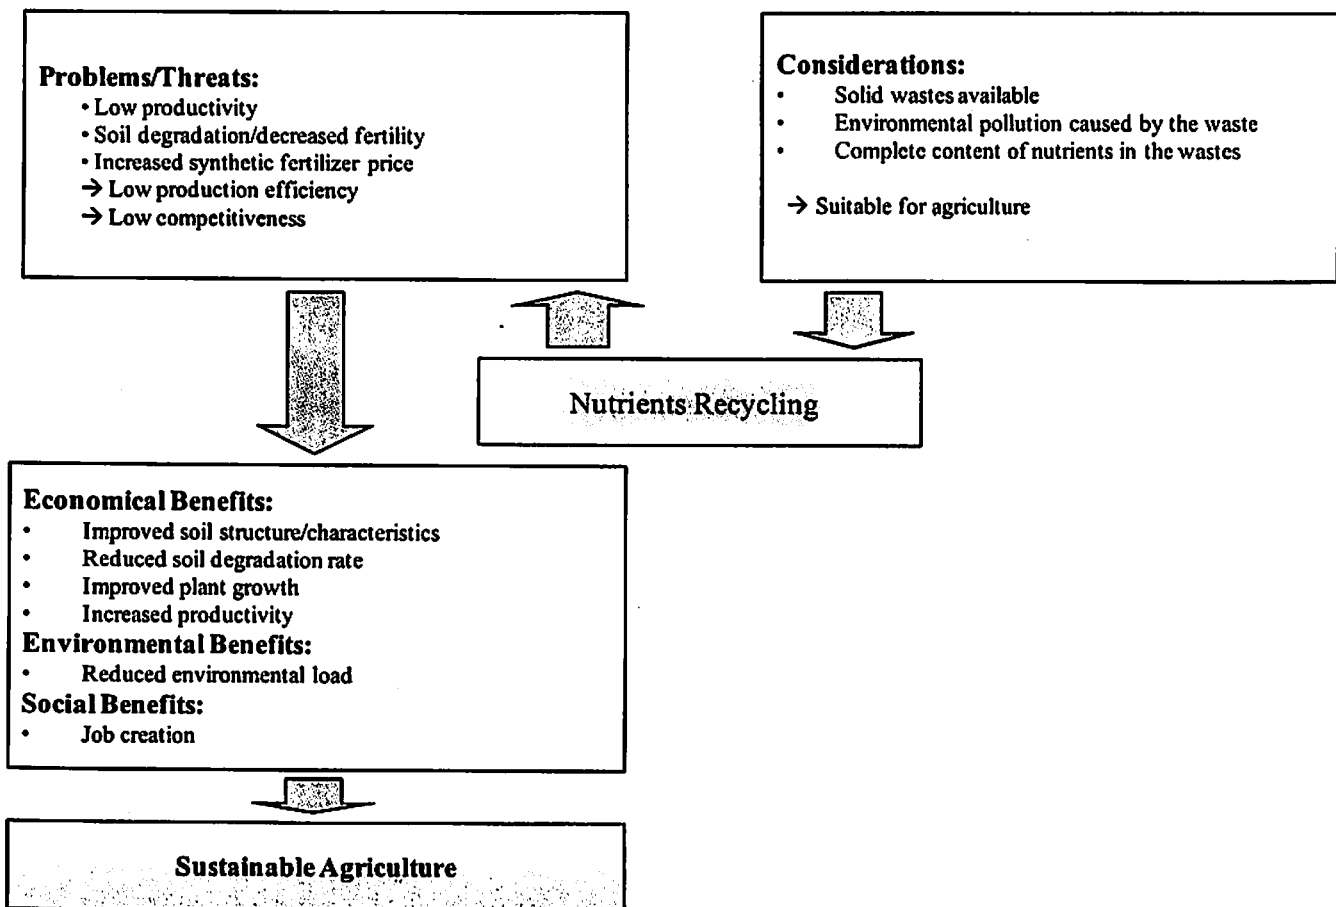 Problems/Threats:
• Low productivity
• Soil degradation/decreased fertility
• Increased synthetic fertilizer price
→ Low production efficiency
→ Low competitiveness
Considerations:
• Solid wastes available
• Environmental pollution caused by the waste
• Complete content of nutrients in the wastes
→ Suitable for agriculture
Nutrients Recycling
Economical Benefits:
• Improved soil structure/characteristics
• Reduced soil degradation rate
• Improved plant growth
• Increased productivity
Environmental Benefits:
• Reduced environmental load
Social Benefits:
• Job creation
Sustainable Agriculture